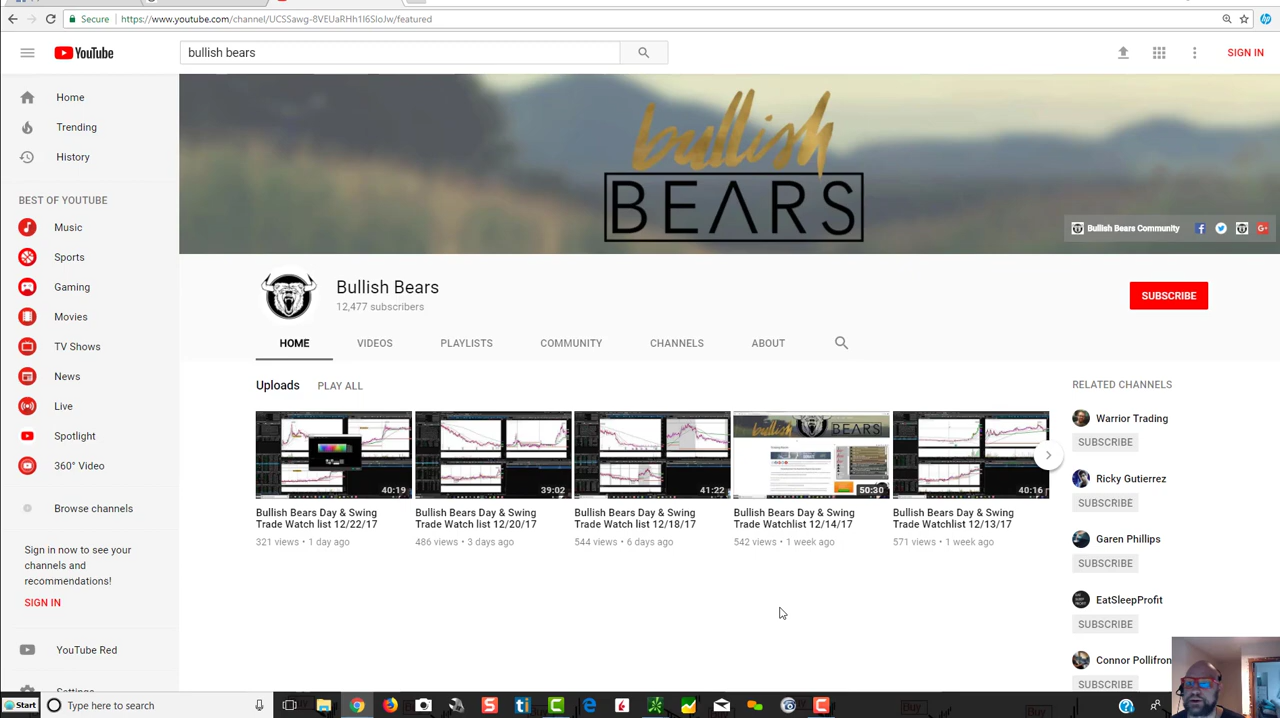 Secure
https://www.youtube.com/channel/UCSSawg-8VEUaRHh1I6SloJw/featured
YouTube
bullish bears
SIGN IN
Home
Trending
History
BEST OF YOUTUBE
Music
Sports
Gaming
Movies
TV Shows
News
Live
Spotlight
360° Video
Browse channels
Sign in now to see your
channels and
recommendations!
SIGN IN
YouTube Red
Settings
bullish
BEARS
Bullish Bears Community
Bullish Bears
12,477 subscribers
SUBSCRIBE
HOME
VIDEOS
PLAYLISTS
COMMUNITY
CHANNELS
ABOUT
Uploads
PLAY ALL
40:19
Bullish Bears Day & Swing
Trade Watch list 12/22/17
321 views • 1 day ago
39:02
Bullish Bears Day & Swing
Trade Watch list 12/20/17
486 views • 3 days ago
41:22
Bullish Bears Day & Swing
Trade Watch list 12/18/17
544 views • 6 days ago
bullish BEARS
50:30
Bullish Bears Day & Swing
Trade Watchlist 12/14/17
542 views • 1 week ago
40:16
Bullish Bears Day & Swing
Trade Watchlist 12/13/17
571 views • 1 week ago
RELATED CHANNELS
Warrior Trading
SUBSCRIBE
Ricky Gutierrez
SUBSCRIBE
Garen Phillips
SUBSCRIBE
EatSleepProfit
SUBSCRIBE
Connor Pollifron
SUBSCRIBE
Start
Type here to search
Buy
Buy